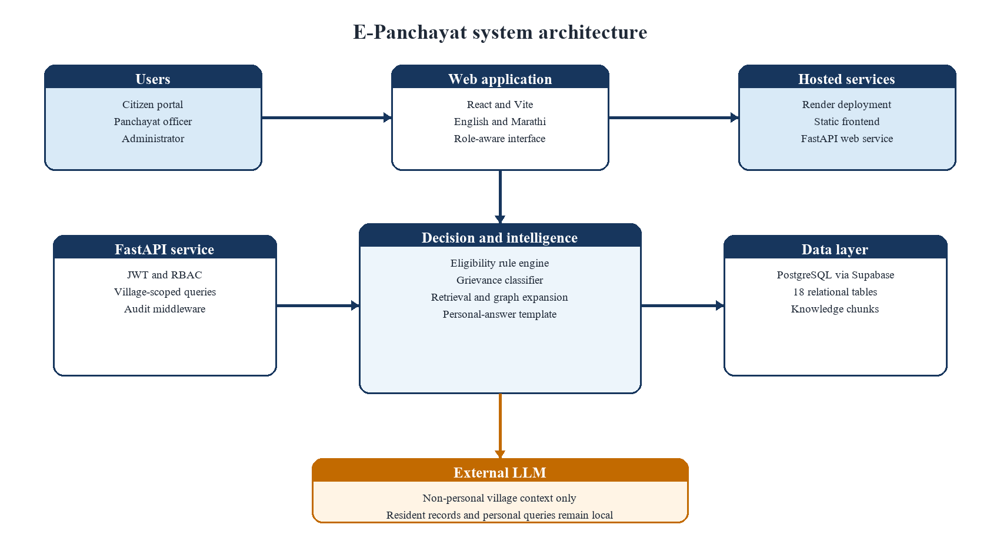 E-Panchayat system architecture
Users
Citizen portal
Panchayat officer
Administrator
Web application
React and Vite
English and Marathi
Role-aware interface
Hosted services
Render deployment
Static frontend
FastAPI web service
FastAPI service
JWT and RBAC
Village-scoped queries
Audit middleware
Decision and intelligence
Eligibility rule engine
Grievance classifier
Retrieval and graph expansion
Personal-answer template
Data layer
PostgreSQL via Supabase
18 relational tables
Knowledge chunks
External LLM
Non-personal village context only
Resident records and personal queries remain local